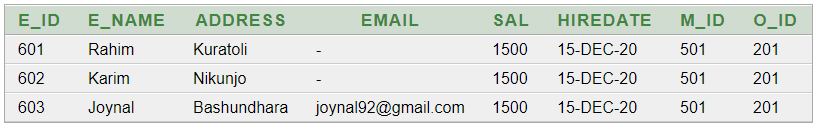 E_ID E_NAME ADDRESS EMAIL SAL HIREDATE M_ID O_ID
601 Rahim Kuratoli - 1500 15-DEC-20 501 201
602 Karim Nikunjo - 1500 15-DEC-20 501 201
603 Joynal Bashundhara joynal92@gmail.com 1500 15-DEC-20 501 201